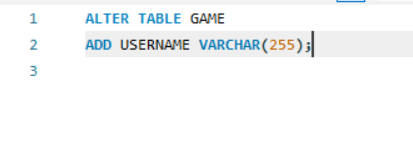 1 ALTER TABLE GAME
2 ADD USERNAME VARCHAR(255);
3